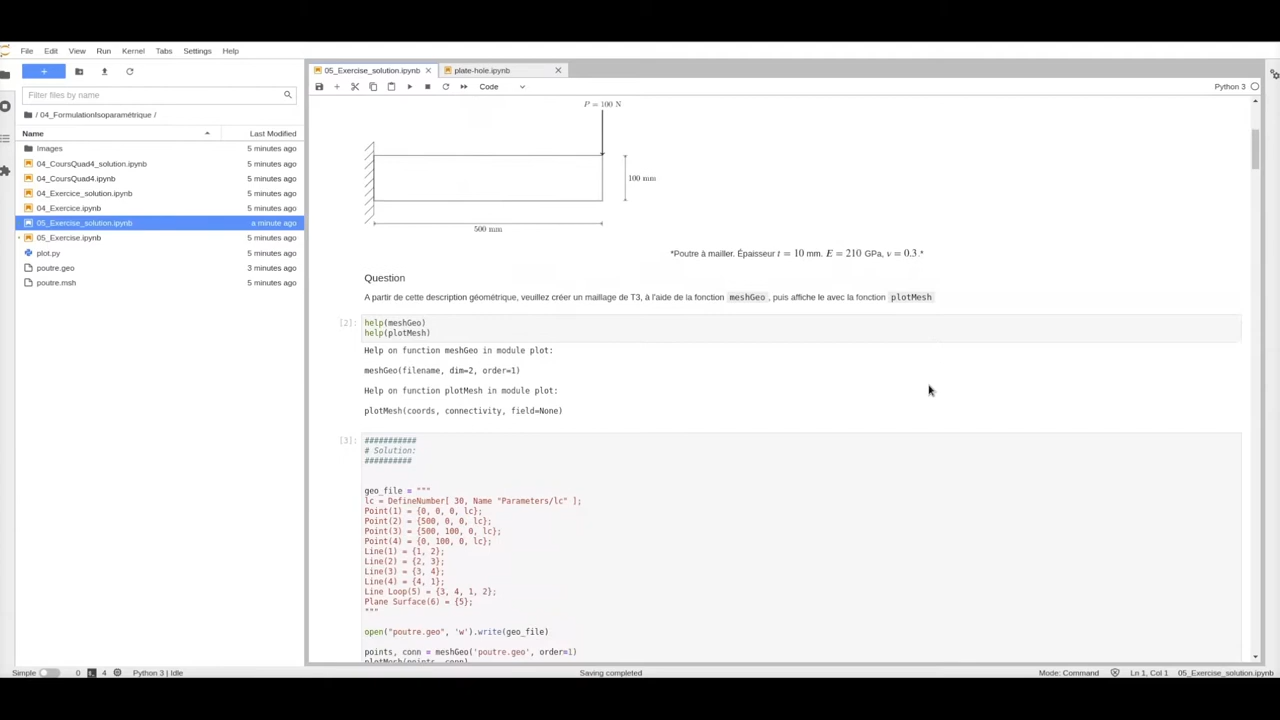 File Edit View Run Kernel Tabs Settings Help
+
Filter files by name
/ 04_FormulationIsoparamétrique /
Name Last Modified
Images 5 minutes ago
04_CoursQuad4_solution.ipynb 5 minutes ago
04_CoursQuad4.ipynb 5 minutes ago
04_Exercice_solution.ipynb 5 minutes ago
04_Exercice.ipynb 5 minutes ago
05_Exercise_solution.ipynb a minute ago
05_Exercise.ipynb 5 minutes ago
plot.py 5 minutes ago
poutre.geo 3 minutes ago
poutre.msh 5 minutes ago
05_Exercise_solution.ipynb plate-hole.ipynb
Code Python 3
P = 100 N
100 mm
500 mm
*Poutre à mailler. Épaisseur t = 10 mm. E = 210 GPa, ν = 0.3.*
Question
A partir de cette description géometrique, veuillez créer un maillage de T3, à l'aide de la fonction meshGeo, puis affiche le avec la fonction plotMesh
[2]: help(meshGeo)
help(plotMesh)
Help on function meshGeo in module plot:
meshGeo(filename, dim=2, order=1)
Help on function plotMesh in module plot:
plotMesh(coords, connectivity, field=None)
[3]: ###########
# Solution:
##########
geo_file = """
lc = DefineNumber[ 30, Name "Parameters/lc" ];
Point(1) = {0, 0, 0, lc};
Point(2) = {500, 0, 0, lc};
Point(3) = {500, 100, 0, lc};
Point(4) = {0, 100, 0, lc};
Line(1) = {1, 2};
Line(2) = {2, 3};
Line(3) = {3, 4};
Line(4) = {4, 1};
Line Loop(5) = {3, 4, 1, 2};
Plane Surface(6) = {5};
"""
open("poutre.geo", 'w').write(geo_file)
points, conn = meshGeo('poutre.geo', order=1)
plotMesh(points, conn)
Simple 0 4 Python 3 | Idle Saving completed Mode: Command Ln 1, Col 1 05_Exercise_solution.ipynb